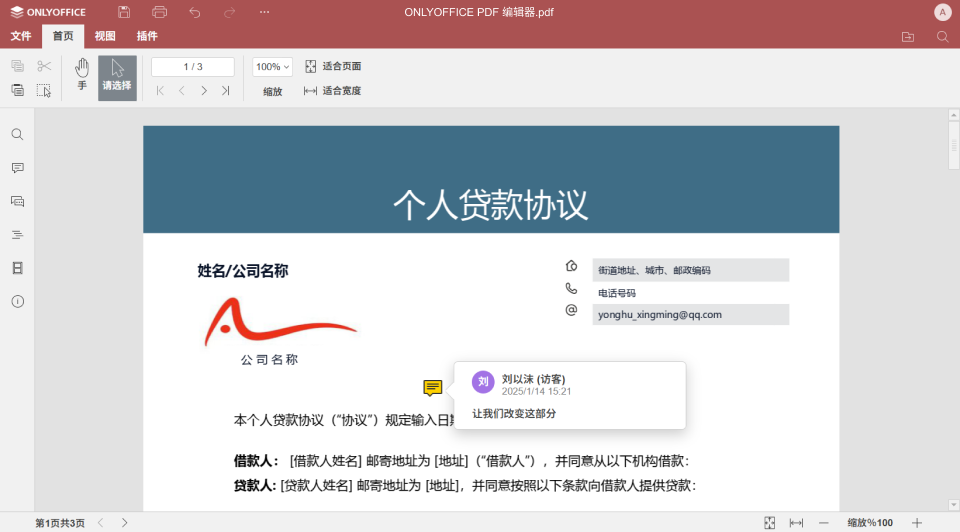 ONLYOFFICE
ONLYOFFICE PDF 编辑器.pdf
A
文件 首页 视图 插件
手
请选择
1 / 3
100%
缩放
适合页面
适合宽度
个人贷款协议
姓名/公司名称
街道地址、城市、邮政编码
电话号码
@ yonghu_xingming@qq.com
公司名称
刘
刘以沫 (访客)
2025/1/14 15:21
让我们改变这部分
本个人贷款协议（“协议”）规定输入日
借款人： [借款人姓名] 邮寄地址为 [地址]（“借款人”），并同意从以下机构借款：
贷款人: [贷款人姓名] 邮寄地址为 [地址]，并同意按照以下条款向借款人提供贷款：
第1页共3页
缩放%100